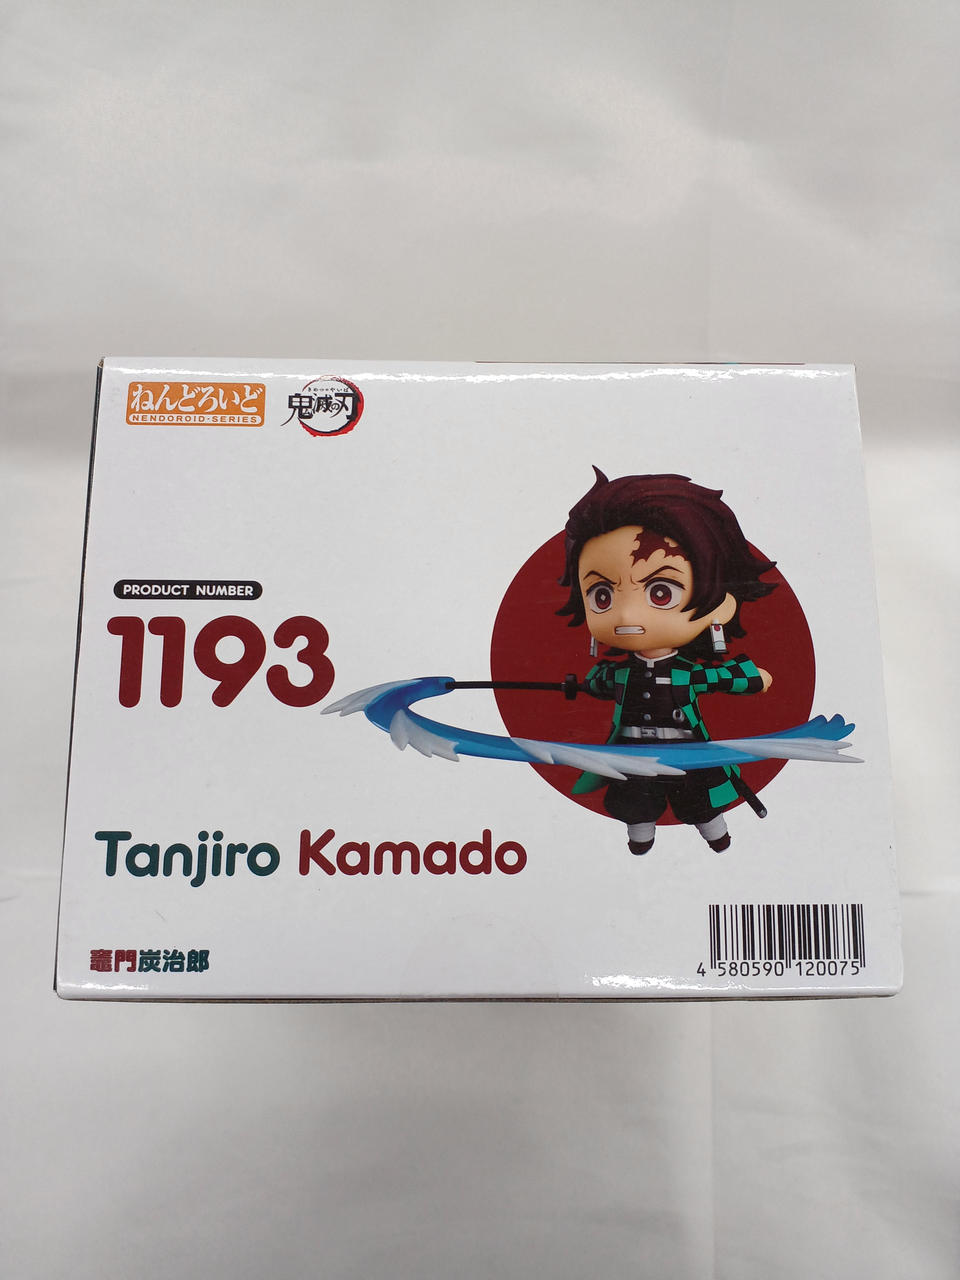 ねんどろいど
NENDOROID·SERIES
きめつのやいば
鬼滅の刃
PRODUCT NUMBER
1193
Tanjiro Kamado
竈門炭治郎
4 580590 120075